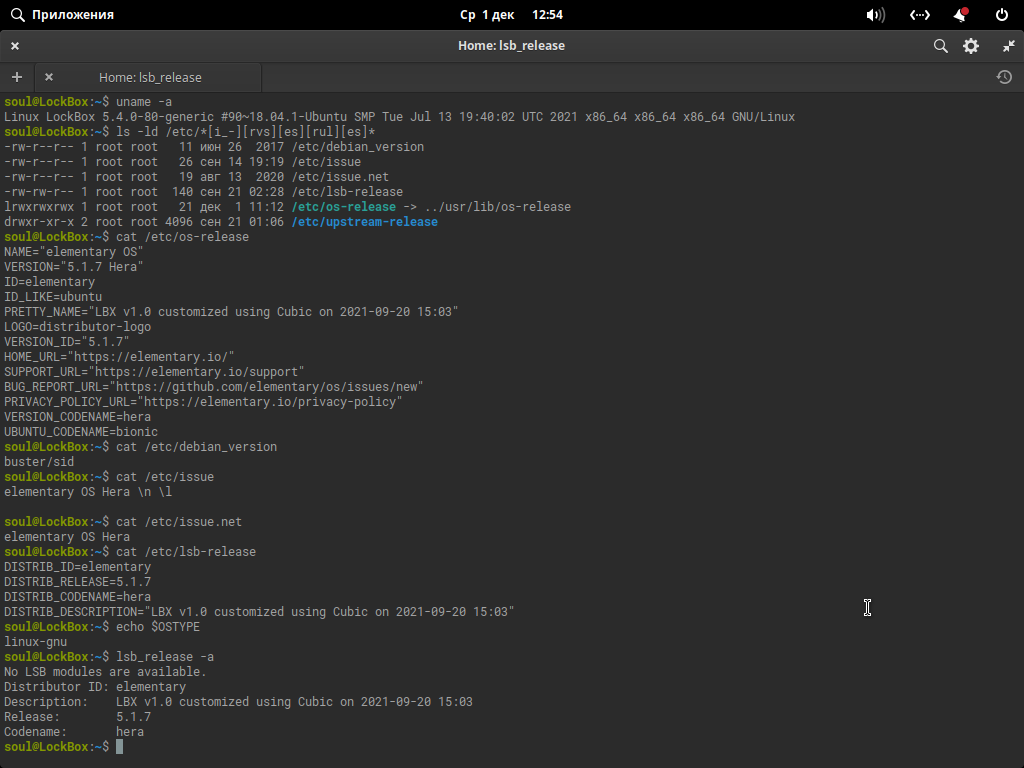 Приложения
Ср 1 дек 12:54
Home: lsb_release
Home: lsb_release
soul@LockBox:~$ uname -a
Linux LockBox 5.4.0-80-generic #90~18.04.1-Ubuntu SMP Tue Jul 13 19:40:02 UTC 2021 x86_64 x86_64 x86_64 GNU/Linux
soul@LockBox:~$ ls -ld /etc/*[i_-][rvs][es][rul][es]*
-rw-r--r-- 1 root root   11 июн 26  2017 /etc/debian_version
-rw-r--r-- 1 root root   26 сен 14 19:19 /etc/issue
-rw-r--r-- 1 root root   19 авг 13  2020 /etc/issue.net
-rw-rw-r-- 1 root root  140 сен 21 02:28 /etc/lsb-release
lrwxrwxrwx 1 root root   21 дек  1 11:12 /etc/os-release -> ../usr/lib/os-release
drwxr-xr-x 2 root root 4096 сен 21 01:06 /etc/upstream-release
soul@LockBox:~$ cat /etc/os-release
NAME="elementary OS"
VERSION="5.1.7 Hera"
ID=elementary
ID_LIKE=ubuntu
PRETTY_NAME="LBX v1.0 customized using Cubic on 2021-09-20 15:03"
LOGO=distributor-logo
VERSION_ID="5.1.7"
HOME_URL="https://elementary.io/"
SUPPORT_URL="https://elementary.io/support"
BUG_REPORT_URL="https://github.com/elementary/os/issues/new"
PRIVACY_POLICY_URL="https://elementary.io/privacy-policy"
VERSION_CODENAME=hera
UBUNTU_CODENAME=bionic
soul@LockBox:~$ cat /etc/debian_version
buster/sid
soul@LockBox:~$ cat /etc/issue
elementary OS Hera \n \l
soul@LockBox:~$ cat /etc/issue.net
elementary OS Hera
soul@LockBox:~$ cat /etc/lsb-release
DISTRIB_ID=elementary
DISTRIB_RELEASE=5.1.7
DISTRIB_CODENAME=hera
DISTRIB_DESCRIPTION="LBX v1.0 customized using Cubic on 2021-09-20 15:03"
soul@LockBox:~$ echo $OSTYPE
linux-gnu
soul@LockBox:~$ lsb_release -a
No LSB modules are available.
Distributor ID: elementary
Description:    LBX v1.0 customized using Cubic on 2021-09-20 15:03
Release:        5.1.7
Codename:       hera
soul@LockBox:~$